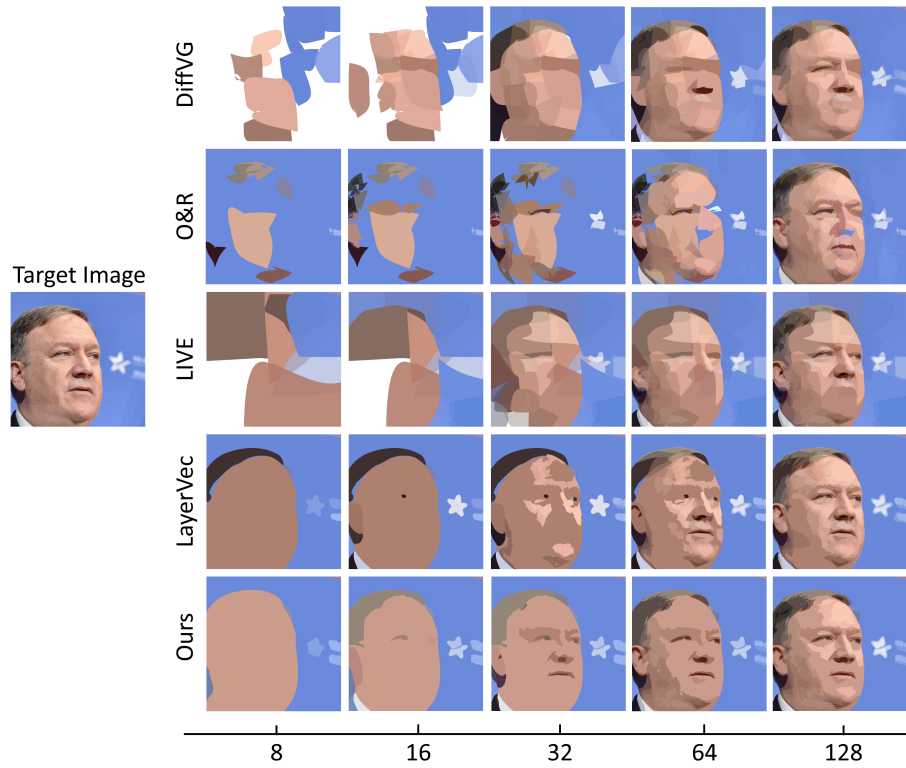 DiffVG
O&R
Target Image
LIVE
LayerVec
Ours
8 16 32 64 128